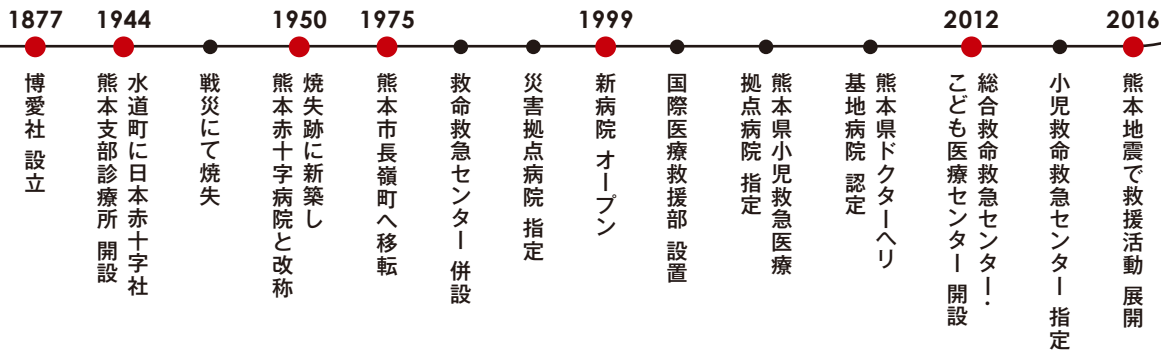 1877
博愛社 設立
1944
水道町に日本赤十字社
熊本支部診療所 開設
戦災にて焼失
1950
焼失跡に新築し
熊本赤十字病院と改称
1975
熊本市長嶺町へ移転
救命救急センター 併設
災害拠点病院 指定
1999
新病院 オープン
国際医療救援部 設置
熊本県小児救急医療
拠点病院 指定
熊本県ドクターヘリ
基地病院 認定
2012
総合救命救急センター・
こども医療センター 開設
小児救命救急センター 指定
2016
熊本地震で救援活動 展開